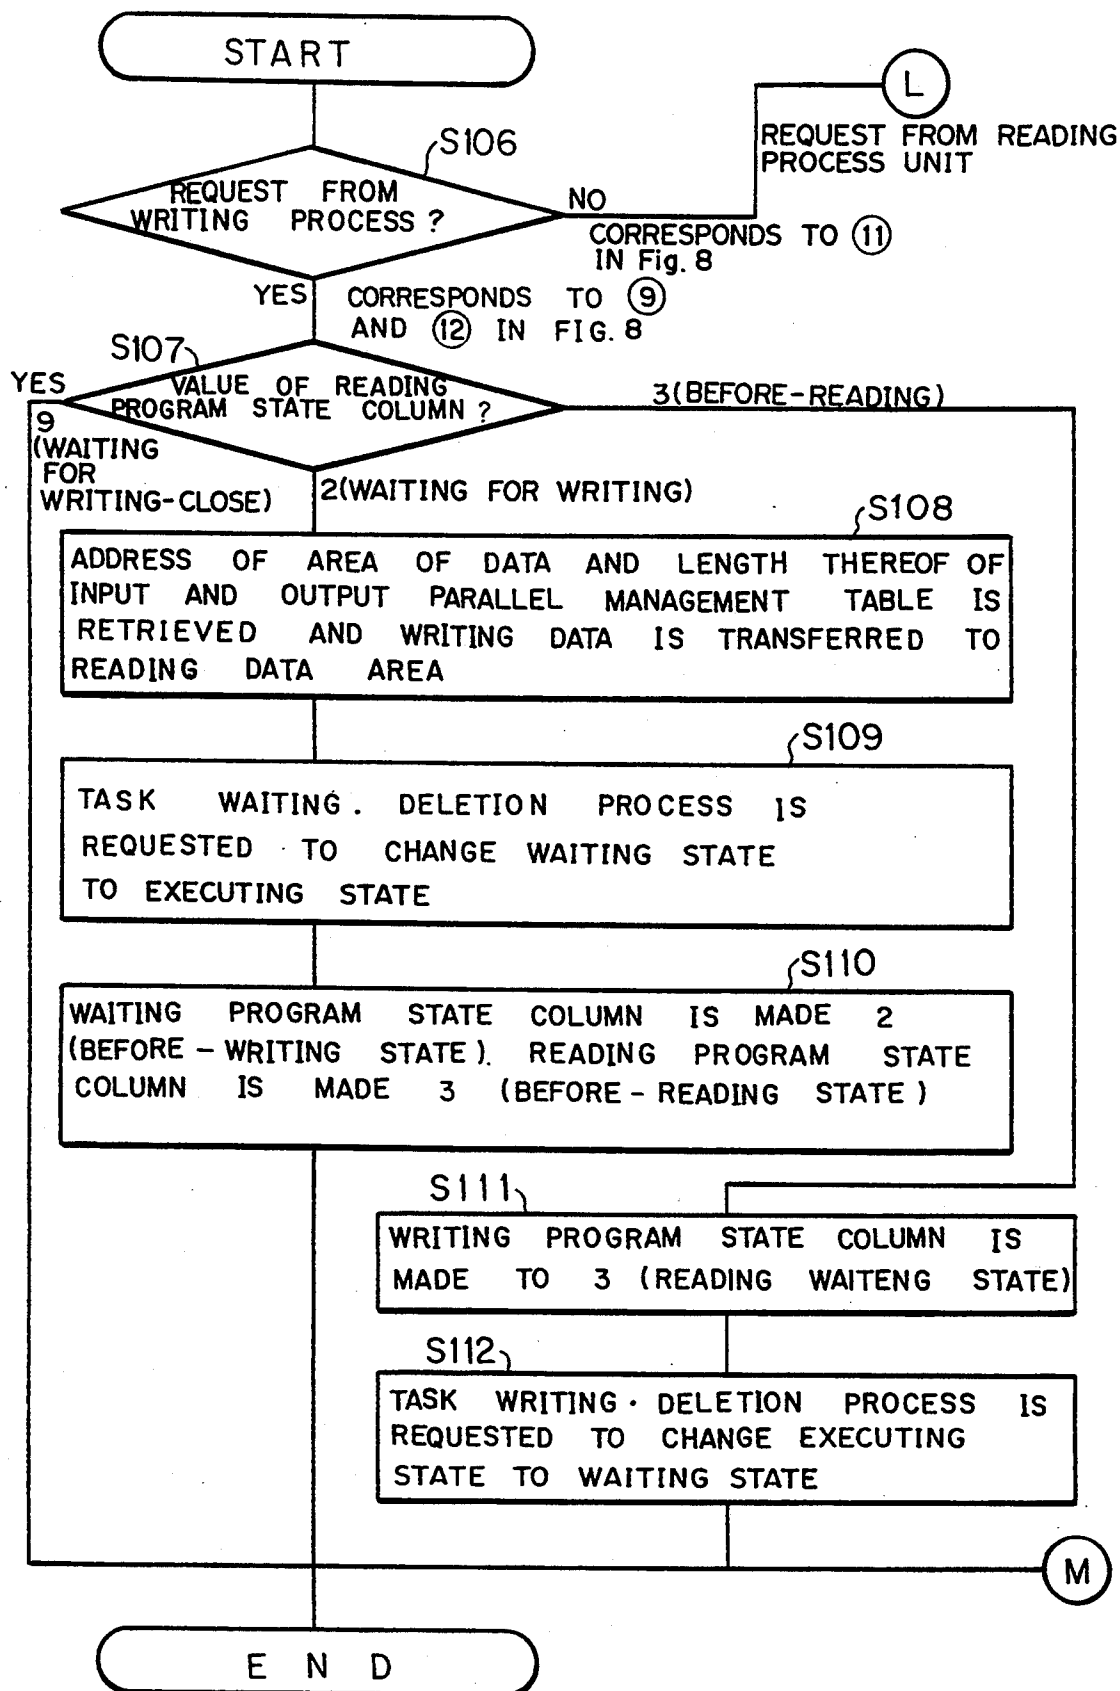 START
L
REQUEST FROM READING
PROCESS UNIT
S106
REQUEST FROM
WRITING PROCESS?
NO
CORRESPONDS TO ⑪
IN Fig. 8
YES
CORRESPONDS TO ⑨
AND ⑫ IN FIG. 8
S107
VALUE OF READING
PROGRAM STATE COLUMN?
YES
9
(WAITING
FOR
WRITING-CLOSE)
3(BEFORE-READING)
2(WAITING FOR WRITING)
S108
ADDRESS OF AREA OF DATA AND LENGTH THEREOF OF
INPUT AND OUTPUT PARALLEL MANAGEMENT TABLE IS
RETRIEVED AND WRITING DATA IS TRANSFERRED TO
READING DATA AREA
S109
TASK WAITING. DELETION PROCESS IS
REQUESTED TO CHANGE WAITING STATE
TO EXECUTING STATE
S110
WAITING PROGRAM STATE COLUMN IS MADE 2
(BEFORE-WRITING STATE). READING PROGRAM STATE
COLUMN IS MADE 3 (BEFORE-READING STATE)
S111
WRITING PROGRAM STATE COLUMN IS
MADE TO 3 (READING WAITENG STATE)
S112
TASK WRITING · DELETION PROCESS IS
REQUESTED TO CHANGE EXECUTING
STATE TO WAITING STATE
M
END